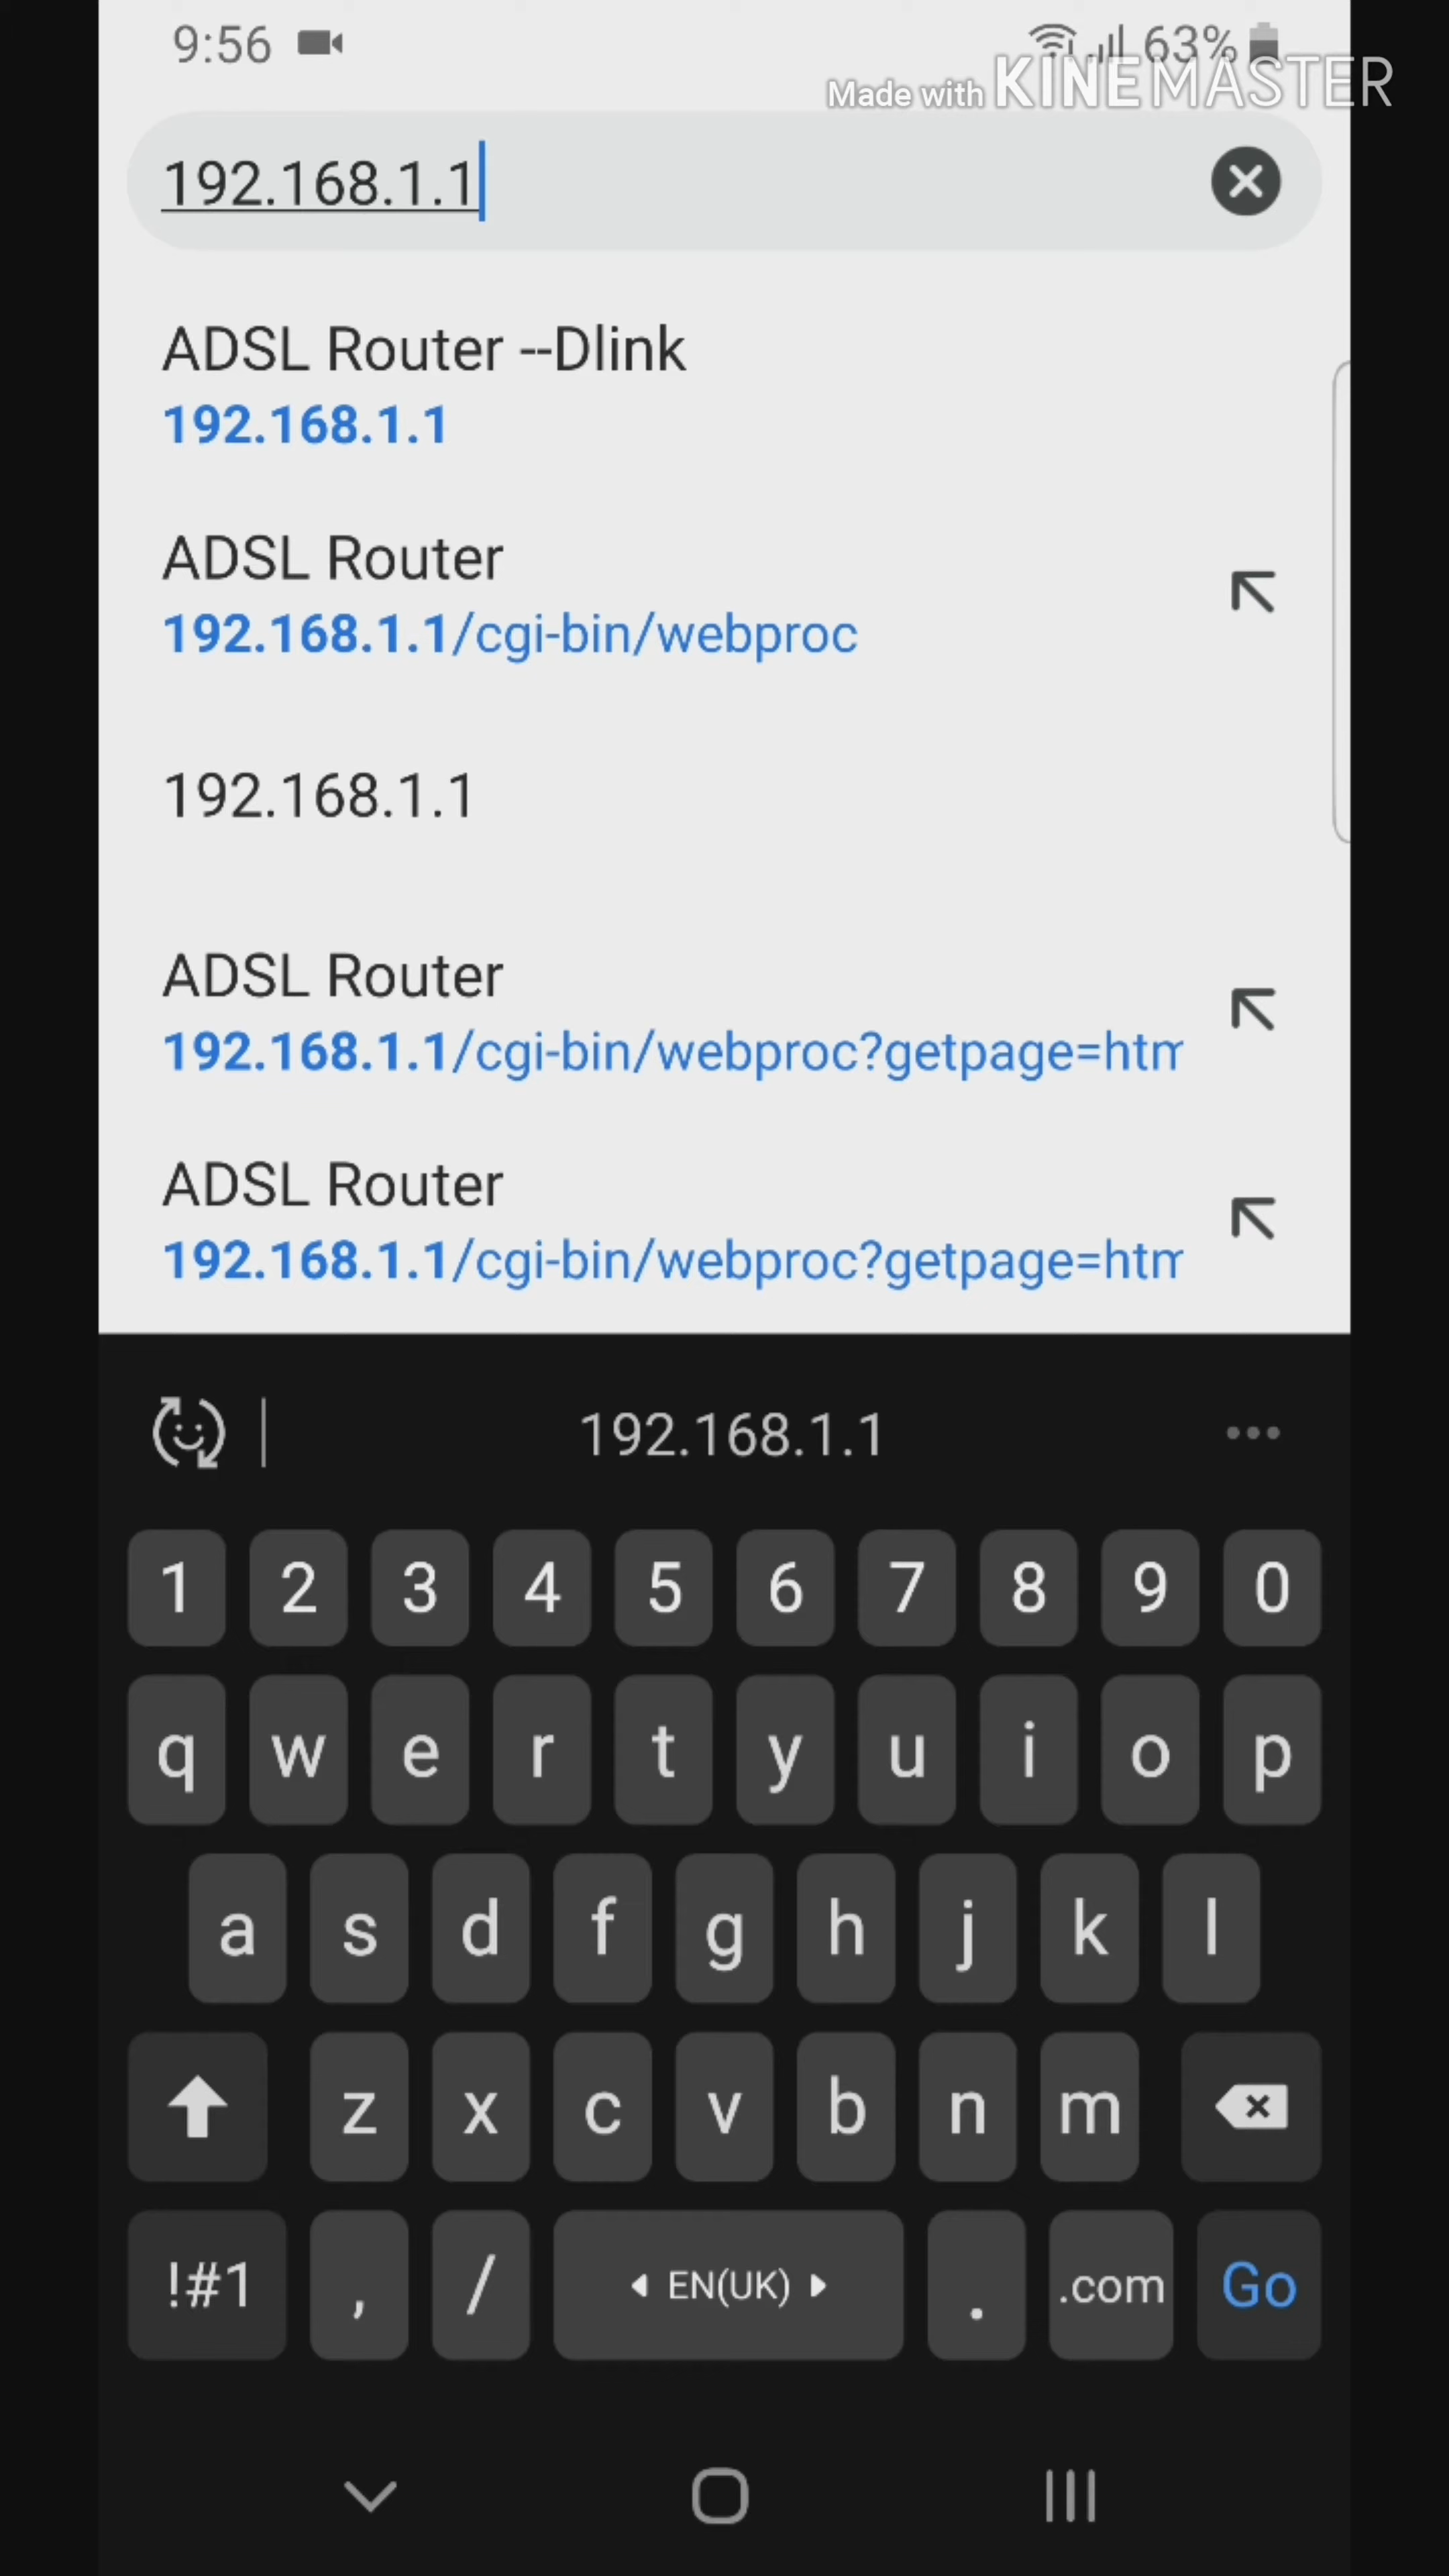 9:56
63%
Made with KINEMASTER
192.168.1.1
ADSL Router --Dlink
192.168.1.1
ADSL Router
192.168.1.1/cgi-bin/webproc
192.168.1.1
ADSL Router
192.168.1.1/cgi-bin/webproc?getpage=htm
ADSL Router
192.168.1.1/cgi-bin/webproc?getpage=htm
192.168.1.1
1 2 3 4 5 6 7 8 9 0
q w e r t y u i o p
a s d f g h j k l
z x c v b n m
!#1 , / EN(UK) . .com Go